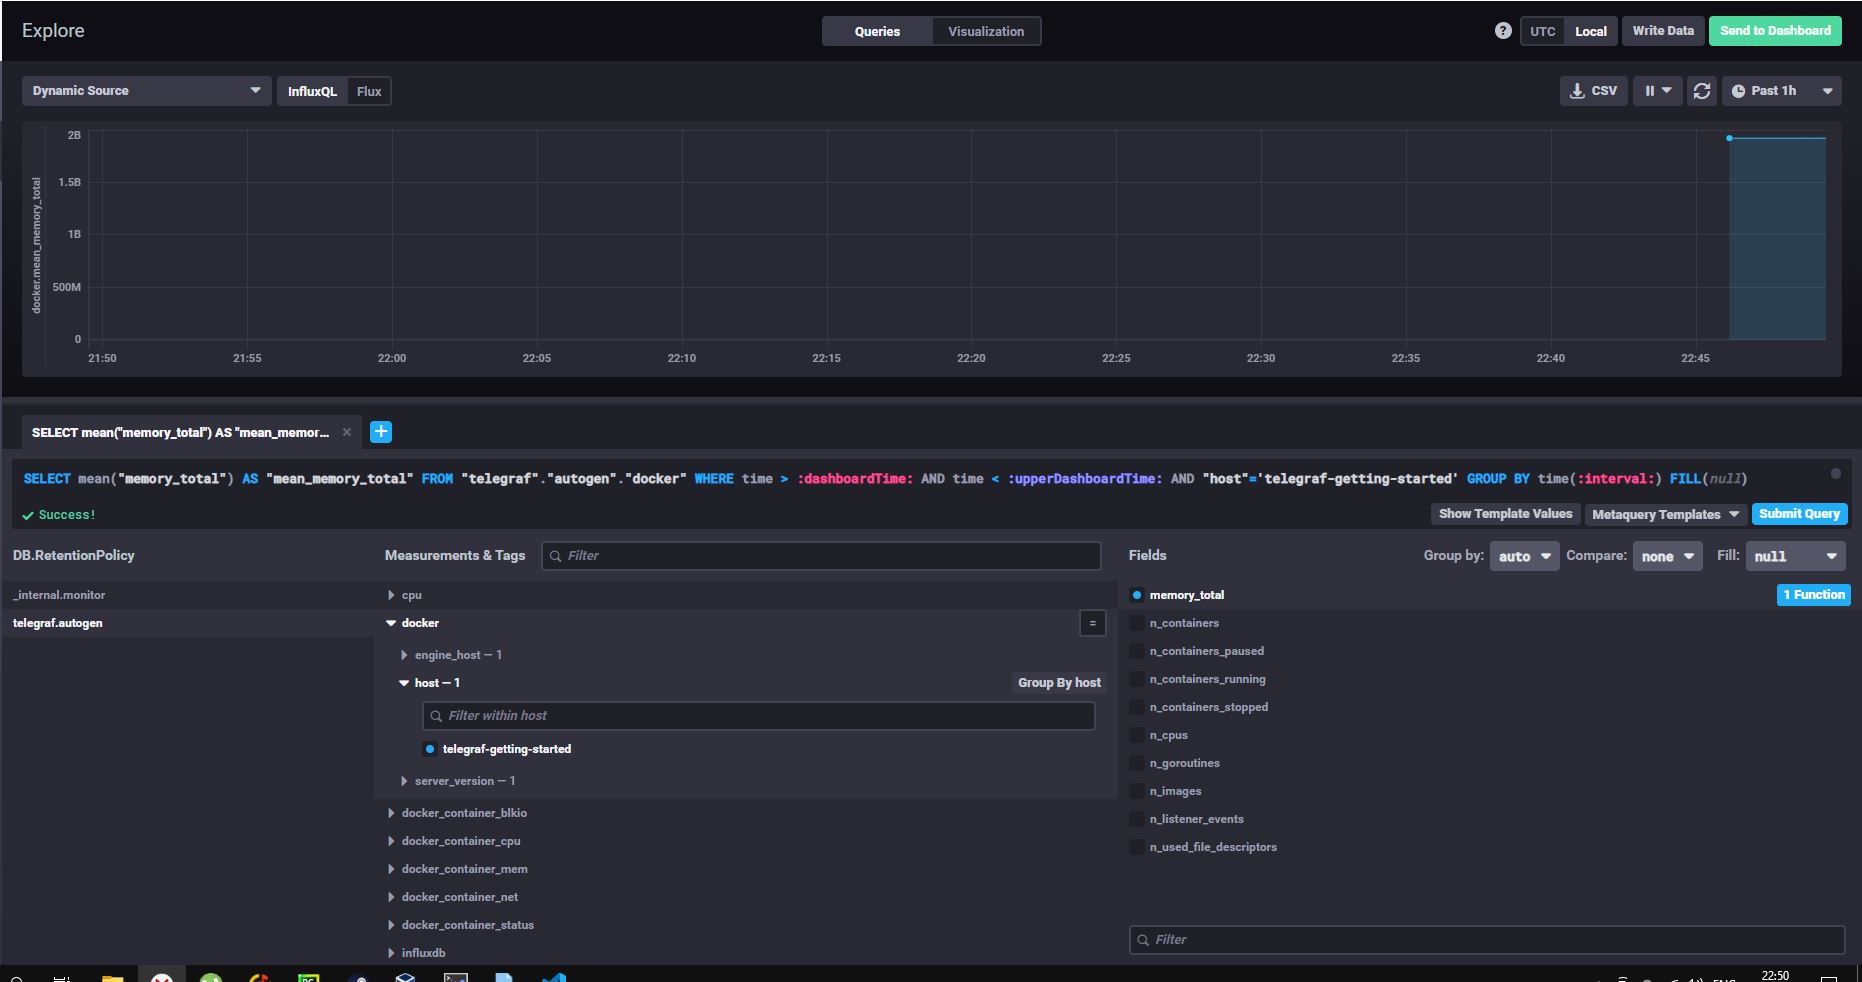 Explore
Queries Visualization
? UTC Local Write Data Send to Dashboard
Dynamic Source InfluxQL Flux
CSV Past 1h
docker.mean_memory_total
2B
1.5B
1B
500M
0
21:50 21:55 22:00 22:05 22:10 22:15 22:20 22:25 22:30 22:35 22:40 22:45
SELECT mean("memory_total") AS "mean_memor... × +
SELECT mean("memory_total") AS "mean_memory_total" FROM "telegraf"."autogen"."docker" WHERE time > :dashboardTime: AND time < :upperDashboardTime: AND "host"='telegraf-getting-started' GROUP BY time(:interval:) FILL(null)
Success!
Show Template Values Metaquery Templates Submit Query
DB.RetentionPolicy
_internal.monitor
telegraf.autogen
Measurements & Tags Filter
cpu
docker =
engine_host — 1
host — 1 Group By host
Filter within host
telegraf-getting-started
server_version — 1
docker_container_blkio
docker_container_cpu
docker_container_mem
docker_container_net
docker_container_status
influxdb
Fields Group by: auto Compare: none Fill: null
memory_total 1 Function
n_containers
n_containers_paused
n_containers_running
n_containers_stopped
n_cpus
n_goroutines
n_images
n_listener_events
n_used_file_descriptors
Filter
22:50